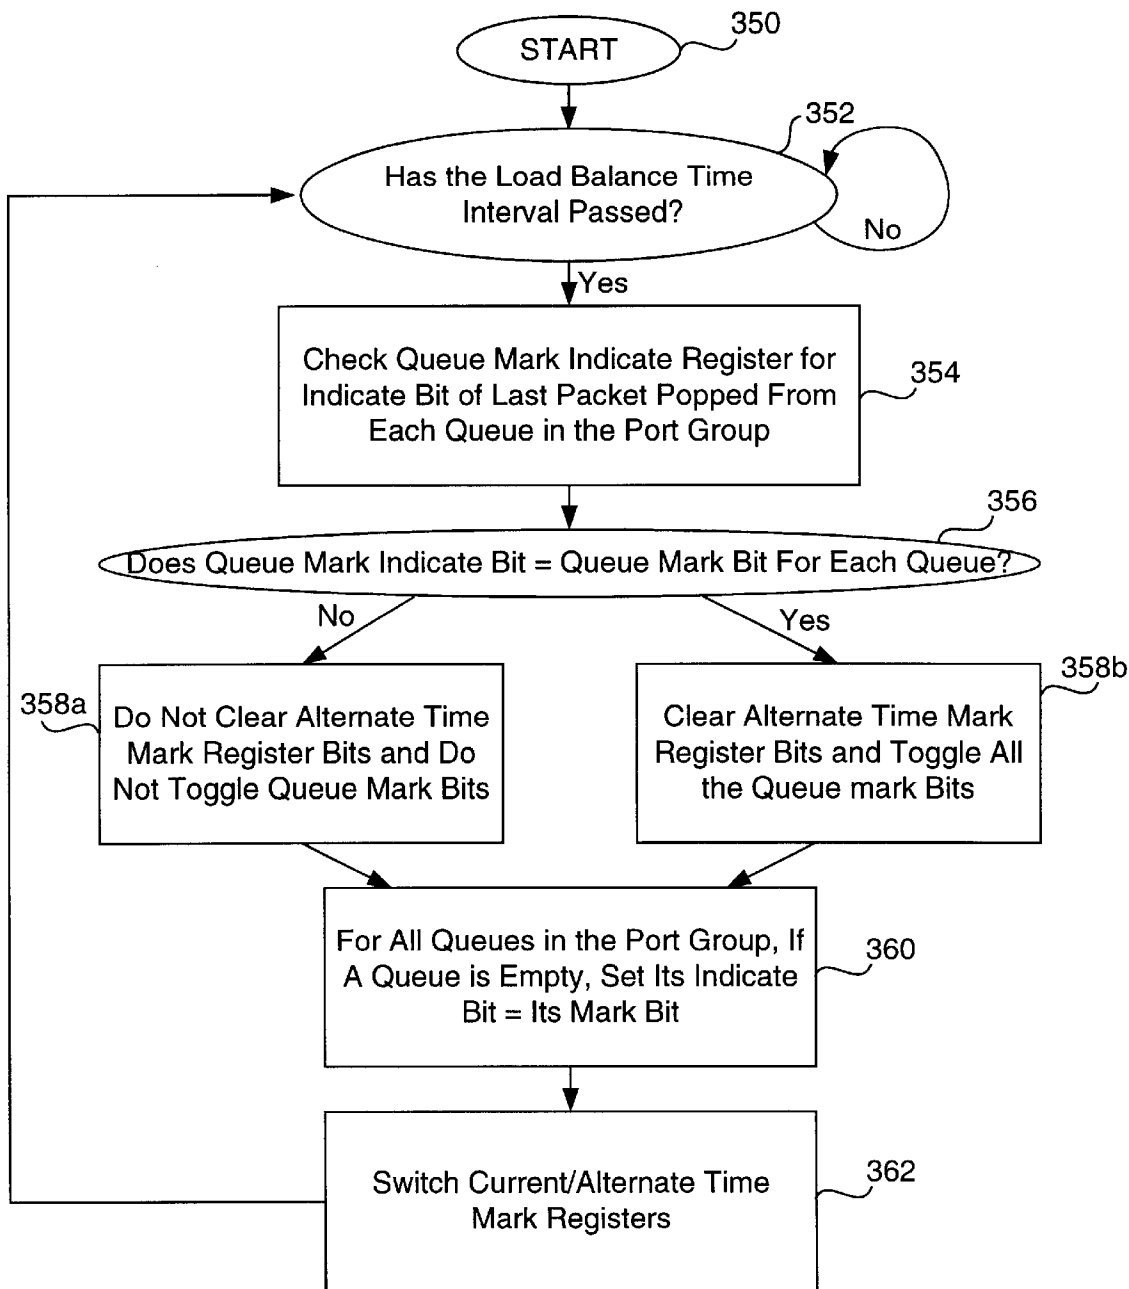 350
START
352
Has the Load Balance Time
Interval Passed?
No
Yes
Check Queue Mark Indicate Register for
Indicate Bit of Last Packet Popped From
Each Queue in the Port Group
354
356
Does Queue Mark Indicate Bit = Queue Mark Bit For Each Queue?
No
Yes
358a
Do Not Clear Alternate Time
Mark Register Bits and Do
Not Toggle Queue Mark Bits
358b
Clear Alternate Time Mark
Register Bits and Toggle All
the Queue mark Bits
For All Queues in the Port Group, If
A Queue is Empty, Set Its Indicate
Bit = Its Mark Bit
360
Switch Current/Alternate Time
Mark Registers
362